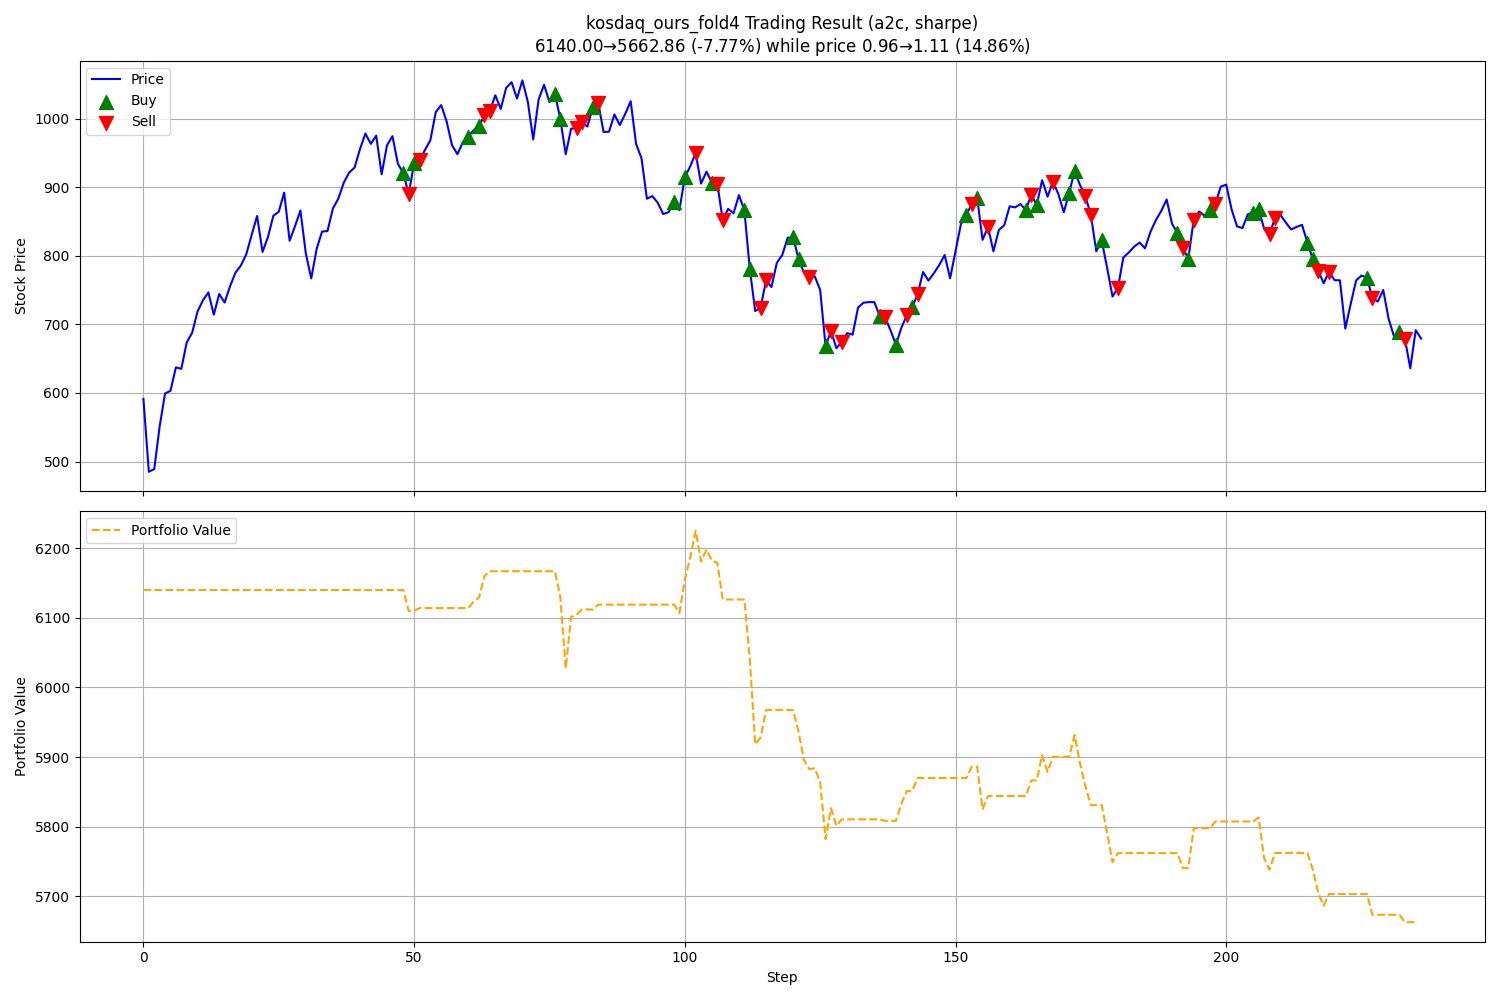 kosdaq_ours_fold4 Trading Result (a2c, sharpe)
6140.00→5662.86 (-7.77%) while price 0.96→1.11 (14.86%)
Price
Buy
Sell
Stock Price
1000
900
800
700
600
500
Portfolio Value
Portfolio Value
6200
6100
6000
5900
5800
5700
0
50
100
150
200
Step